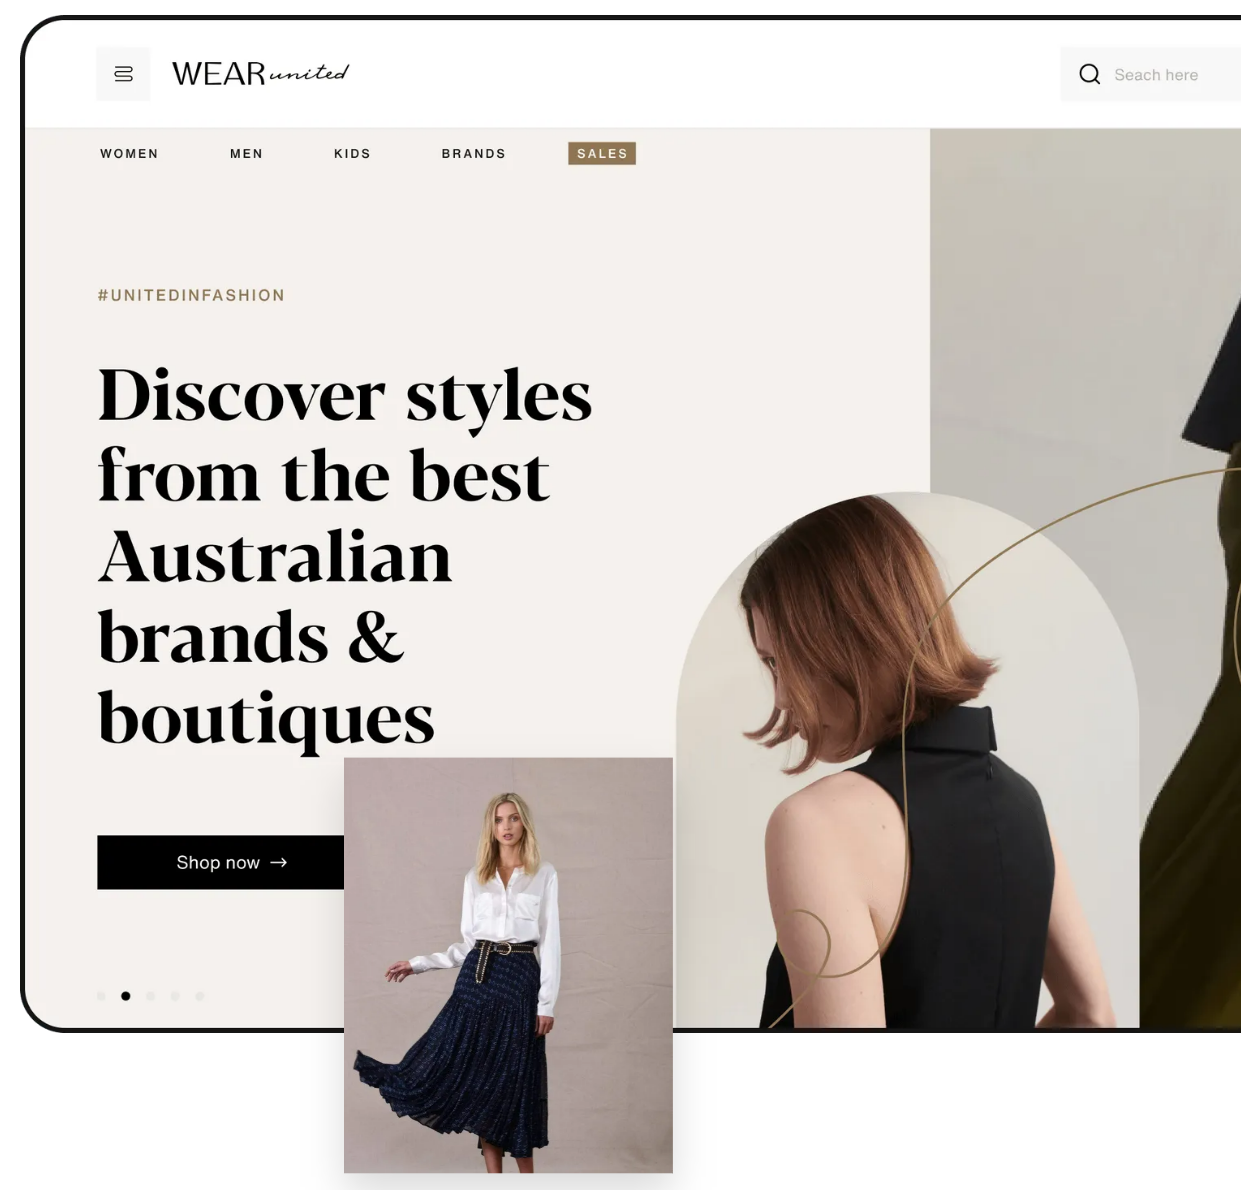 WEAR united
Seach here
WOMEN MEN KIDS BRANDS SALES
#UNITEDINFASHION
Discover styles
from the best
Australian
brands &
boutiques
Shop now →